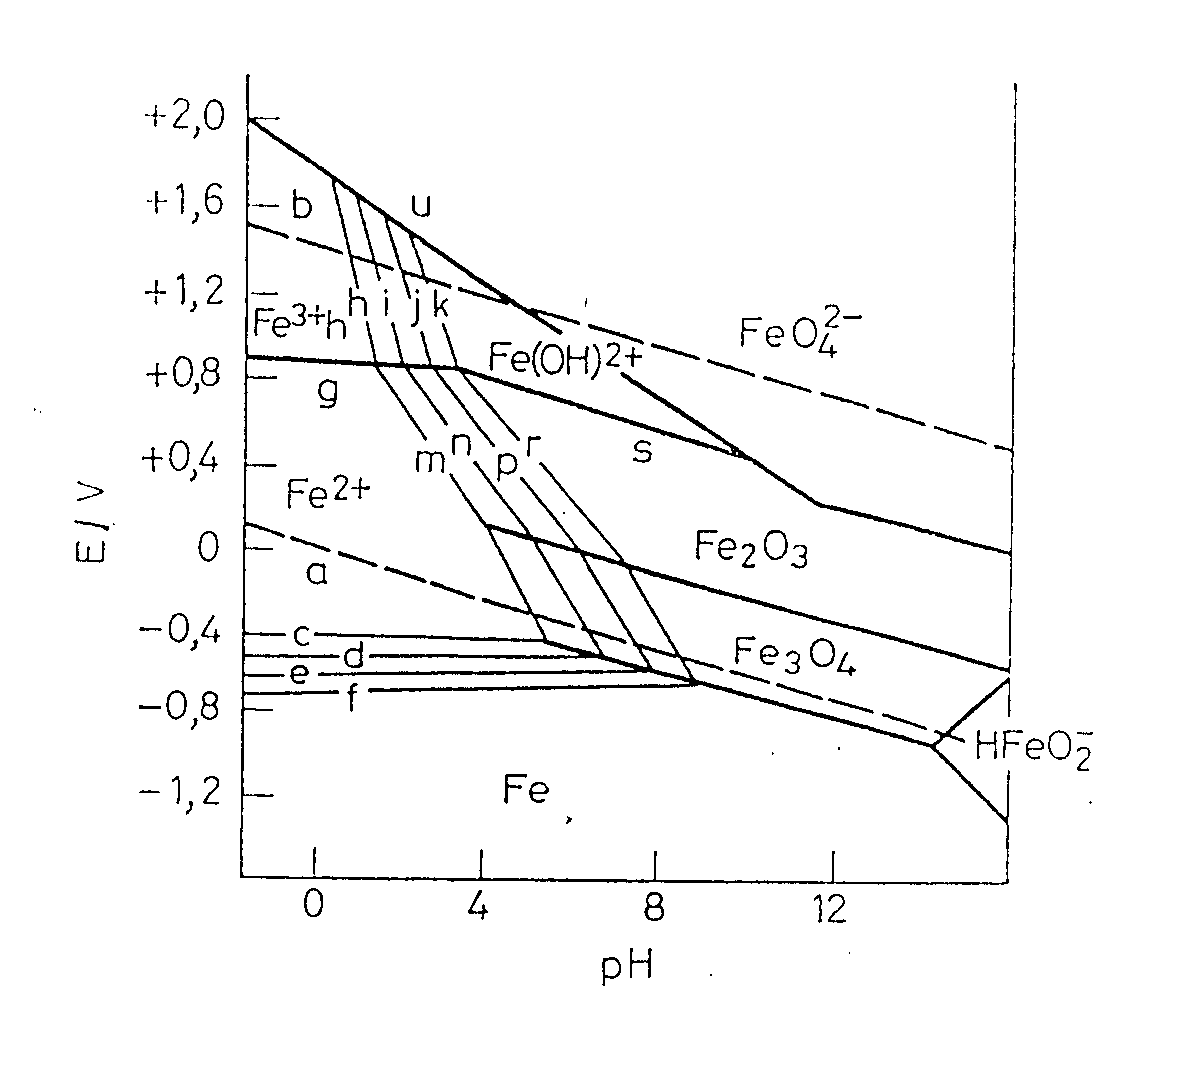 +2,0
+1,6 b u
+1,2
h i j k
Fe³⁺h FeO₄²⁻
Fe(OH)²⁺
+0,8
g
m n p r s
+0,4
Fe²⁺
E/V
0 Fe₂O₃
a
−0,4 c
d Fe₃O₄
e
f
−0,8
HFeO₂⁻
−1,2 Fe
0 4 8 12
pH